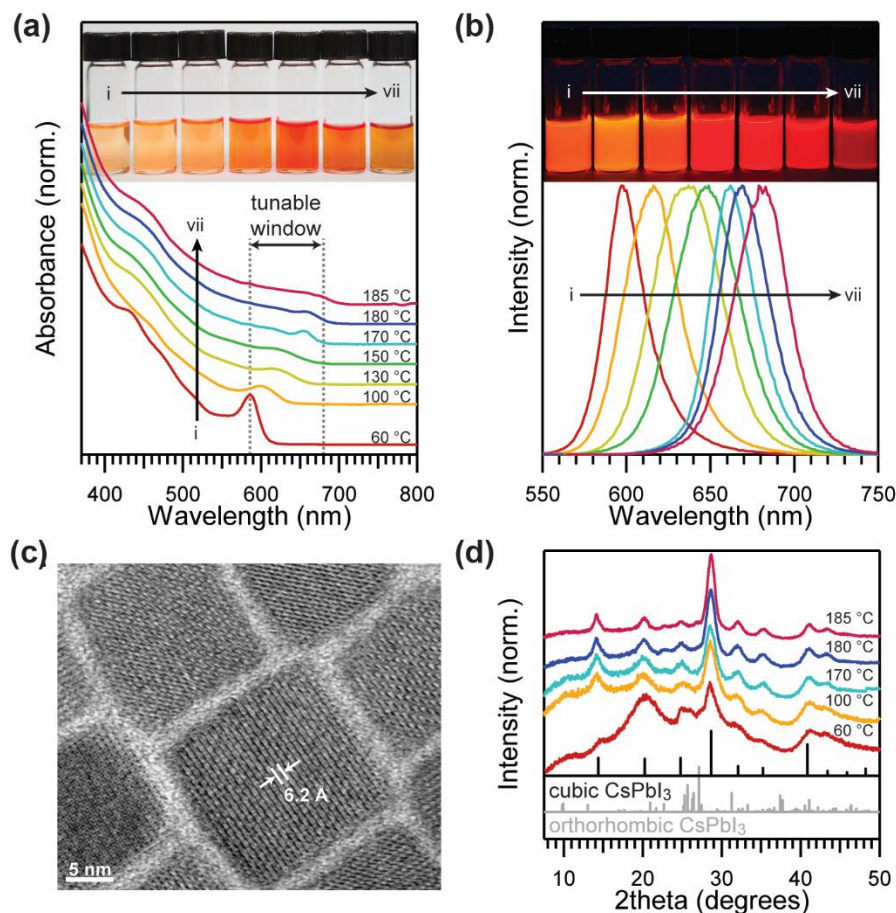 (a)
i
vii
Absorbance (norm.)
tunable
window
vii
i
185 °C
180 °C
170 °C
150 °C
130 °C
100 °C
60 °C
400 500 600 700 800
Wavelength (nm)
(b)
i
vii
Intensity (norm.)
i
vii
550 600 650 700 750
Wavelength (nm)
(c)
6.2 Å
5 nm
(d)
Intensity (norm.)
185 °C
180 °C
170 °C
100 °C
60 °C
cubic CsPbI₃
orthorhombic CsPbI₃
10 20 30 40 50
2theta (degrees)